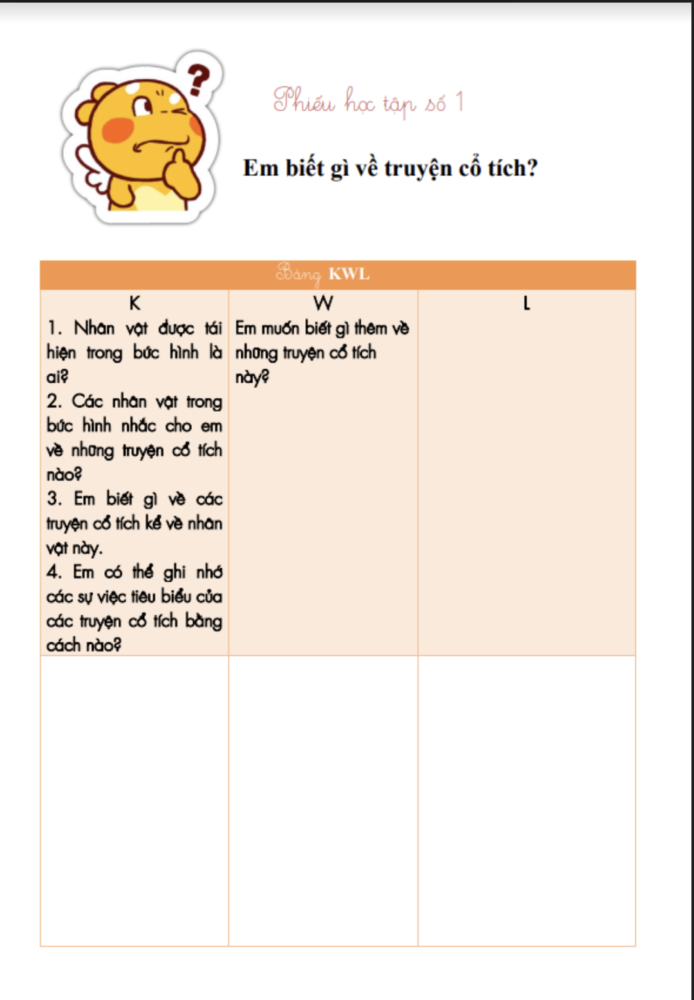 ?
Phiếu học tập số 1
Em biết gì về truyện cổ tích?
Bảng KWL
K
1. Nhân vật được tái
hiện trong bức hình là
ai?
2. Các nhân vật trong
bức hình nhắc cho em
về những truyện cổ tích
nào?
3. Em biết gì về các
truyện cổ tích kể về nhân
vật này.
4. Em có thể ghi nhớ
các sự việc tiêu biểu của
các truyện cổ tích bằng
cách nào?
W
Em muốn biết gì thêm về
những truyện cổ tích
này?
L